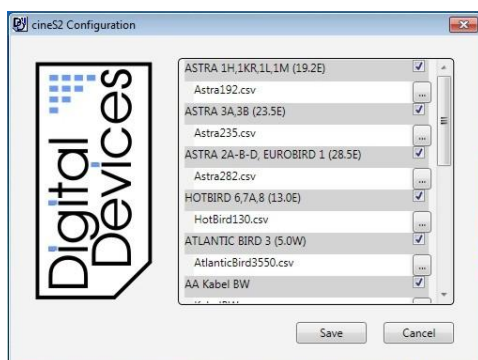 cineS2 Configuration
Digital
Devices
ASTRA 1H,1KR,1L,1M (19.2E)
Astra192.csv
...
ASTRA 3A,3B (23.5E)
Astra235.csv
...
ASTRA 2A-B-D, EUROBIRD 1 (28.5E)
Astra282.csv
...
HOTBIRD 6,7A,8 (13.0E)
HotBird130.csv
...
ATLANTIC BIRD 3 (5.0W)
AtlanticBird3550.csv
...
AA Kabel BW
Save
Cancel